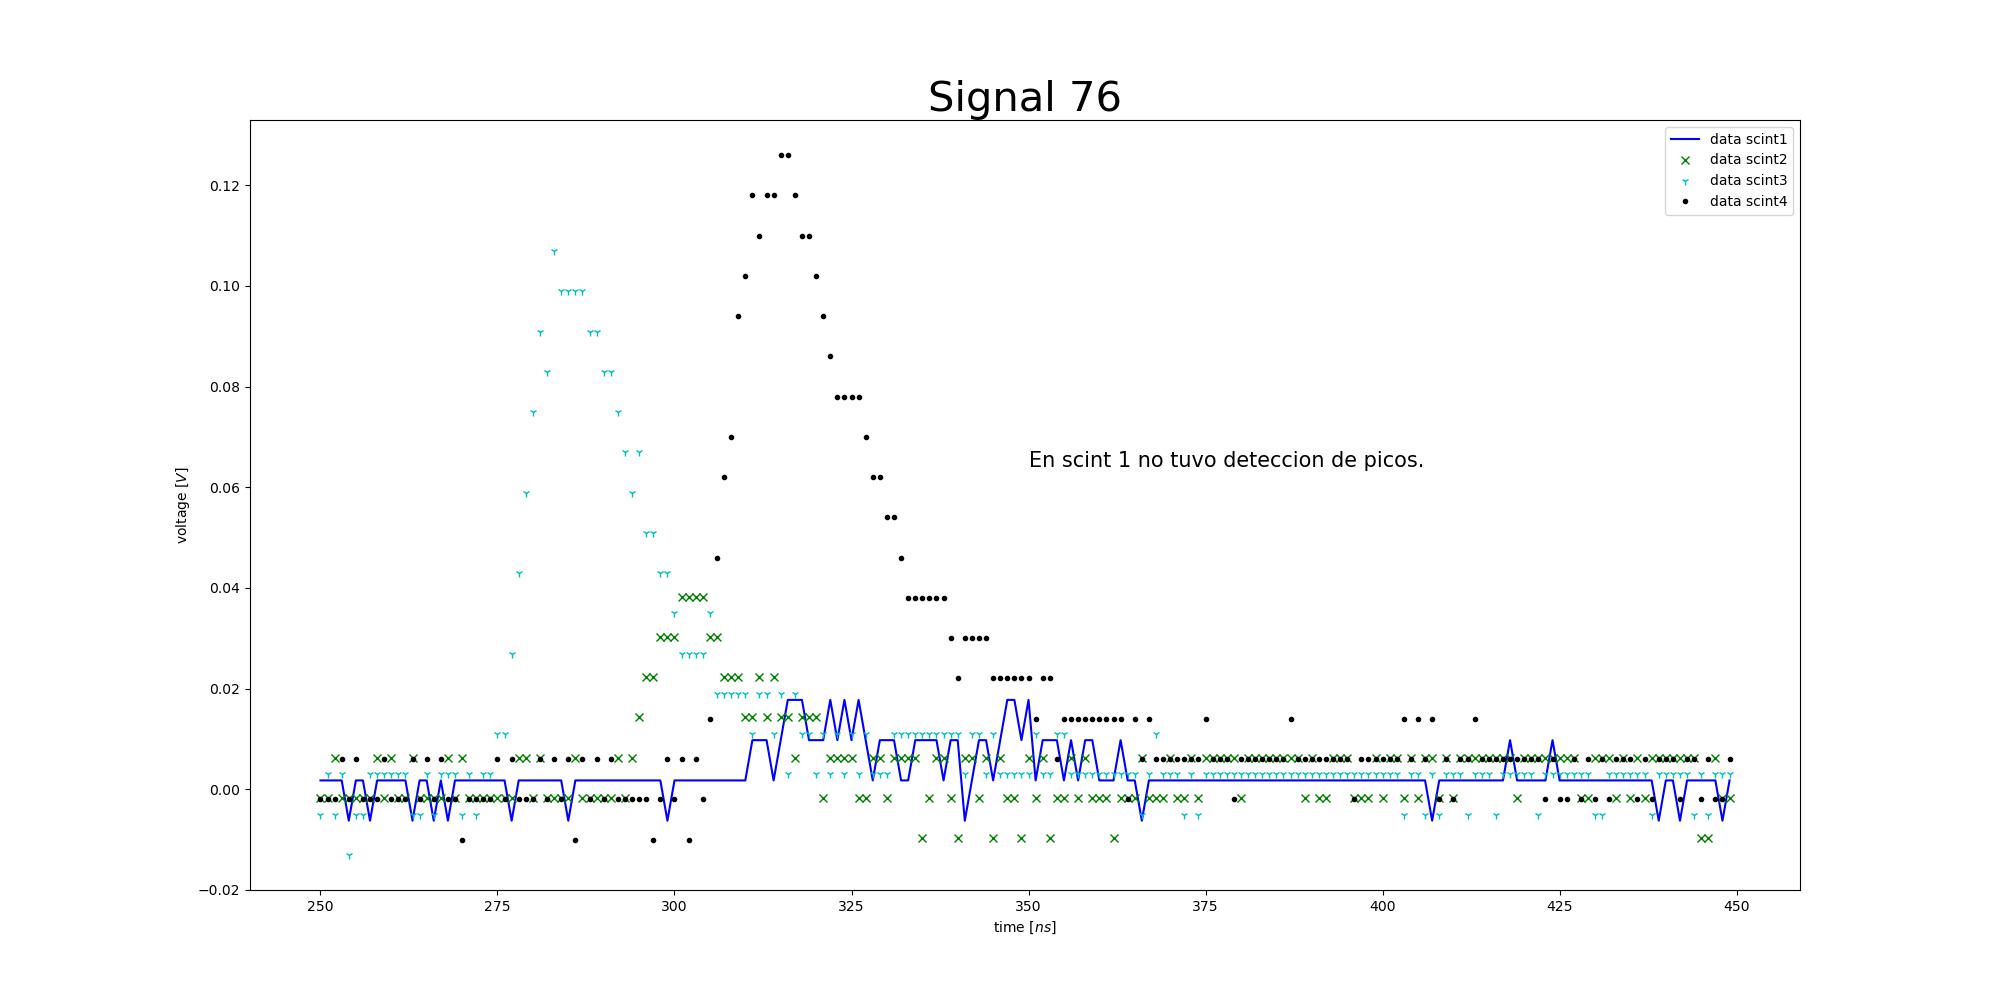 Signal 76
data scint1
data scint2
data scint3
data scint4
0.12
0.10
0.08
0.06
0.04
0.02
0.00
−0.02
voltage [V]
En scint 1 no tuvo deteccion de picos.
250 275 300 325 350 375 400 425 450
time [ns]